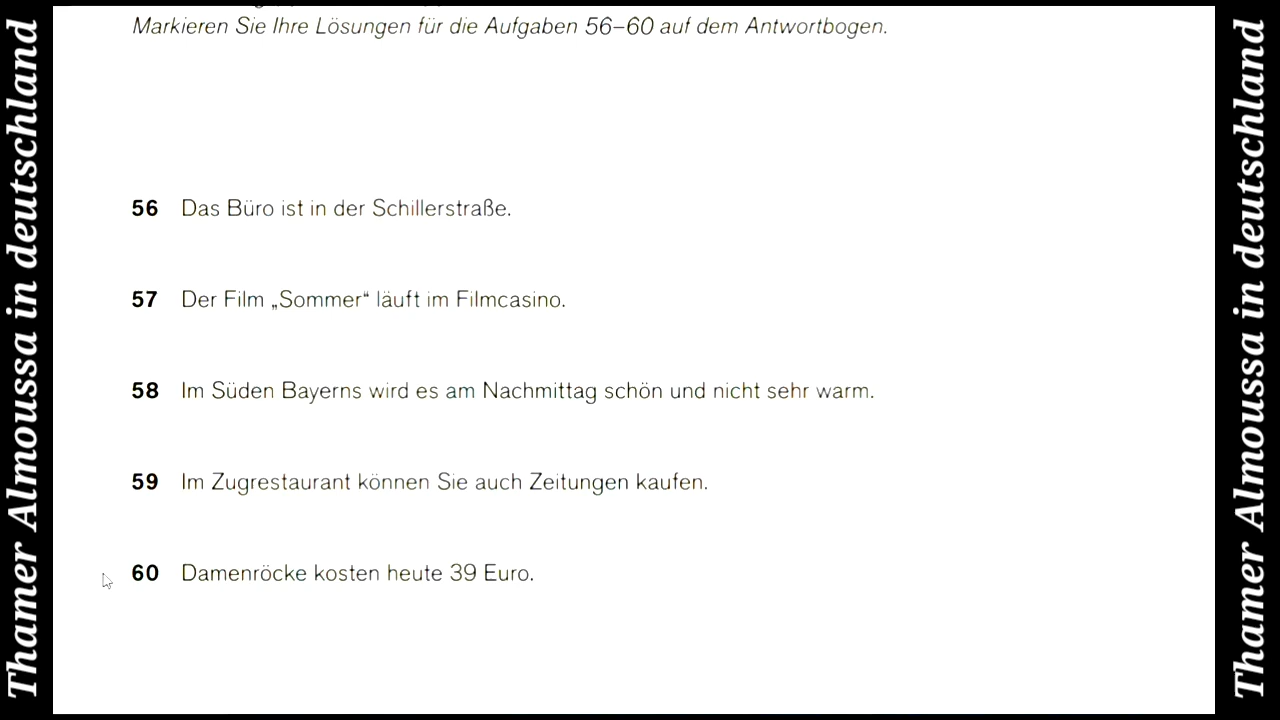 Markieren Sie Ihre Lösungen für die Aufgaben 56–60 auf dem Antwortbogen.
56 Das Büro ist in der Schillerstraße.
57 Der Film „Sommer“ läuft im Filmcasino.
58 Im Süden Bayerns wird es am Nachmittag schön und nicht sehr warm.
59 Im Zugrestaurant können Sie auch Zeitungen kaufen.
60 Damenröcke kosten heute 39 Euro.
Thamer Almoussa in deutschland
Thamer Almoussa in deutschland